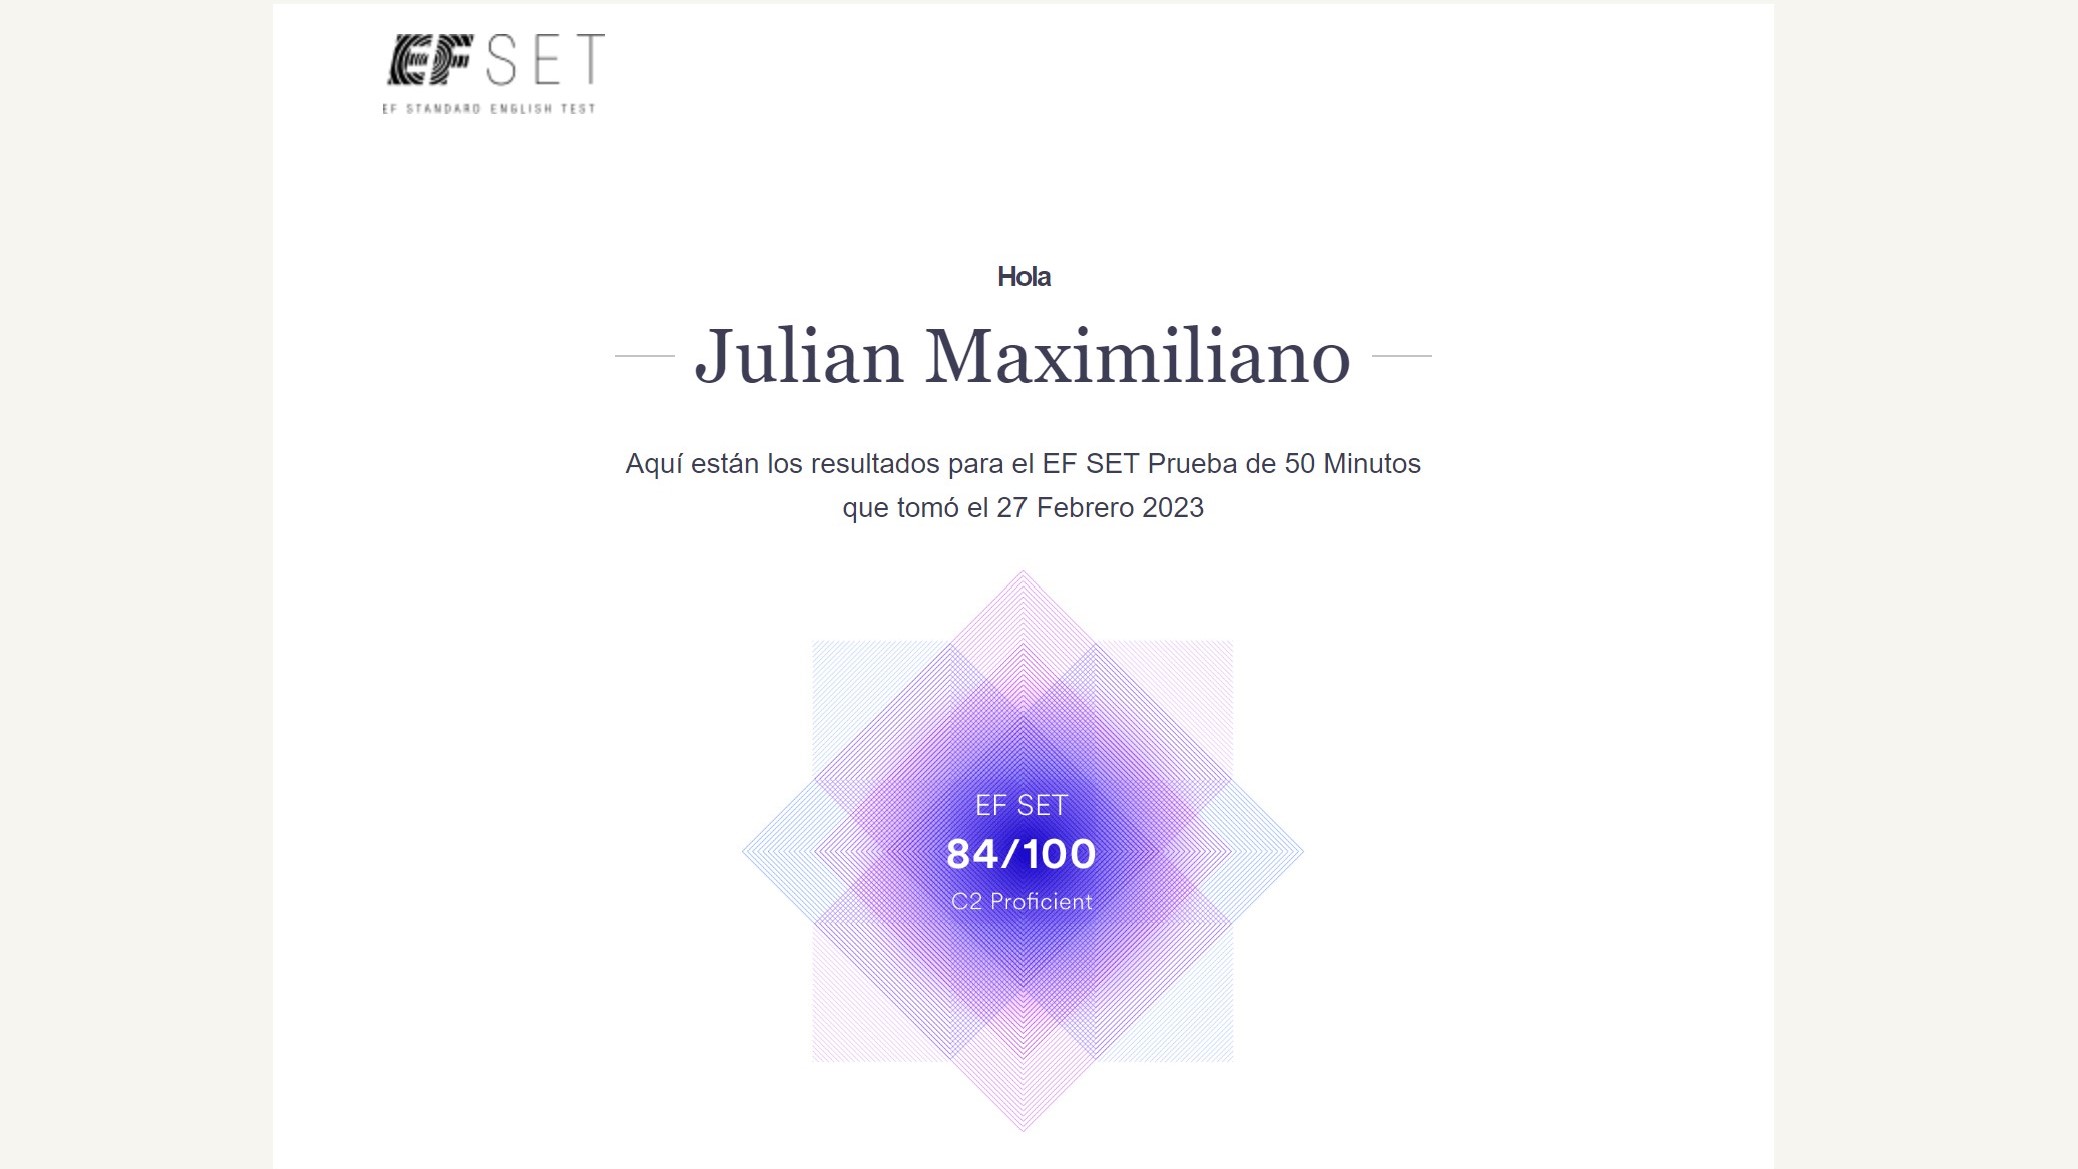 EF SET
EF STANDARD ENGLISH TEST
Hola
Julian Maximiliano
Aquí están los resultados para el EF SET Prueba de 50 Minutos
que tomó el 27 Febrero 2023
EF SET
84/100
C2 Proficient